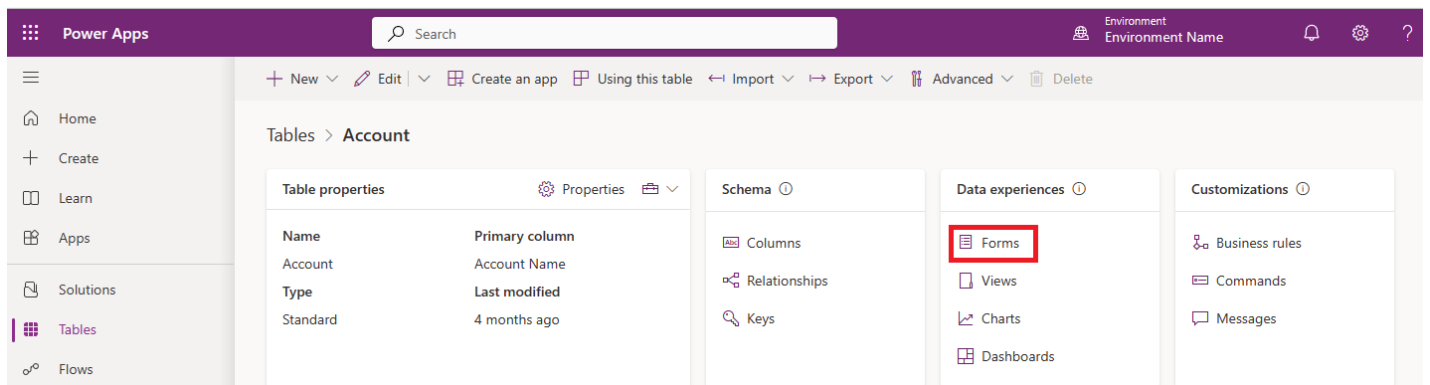 Power Apps
Search
Environment
Environment Name
?
New
Edit
Create an app
Using this table
Import
Export
Advanced
Delete
Home
Create
Learn
Apps
Solutions
Tables
Flows
Tables > Account
Table properties
Properties
Name
Primary column
Account
Account Name
Type
Last modified
Standard
4 months ago
Schema
Abc Columns
Relationships
Keys
Data experiences
Forms
Views
Charts
Dashboards
Customizations
Business rules
Commands
Messages